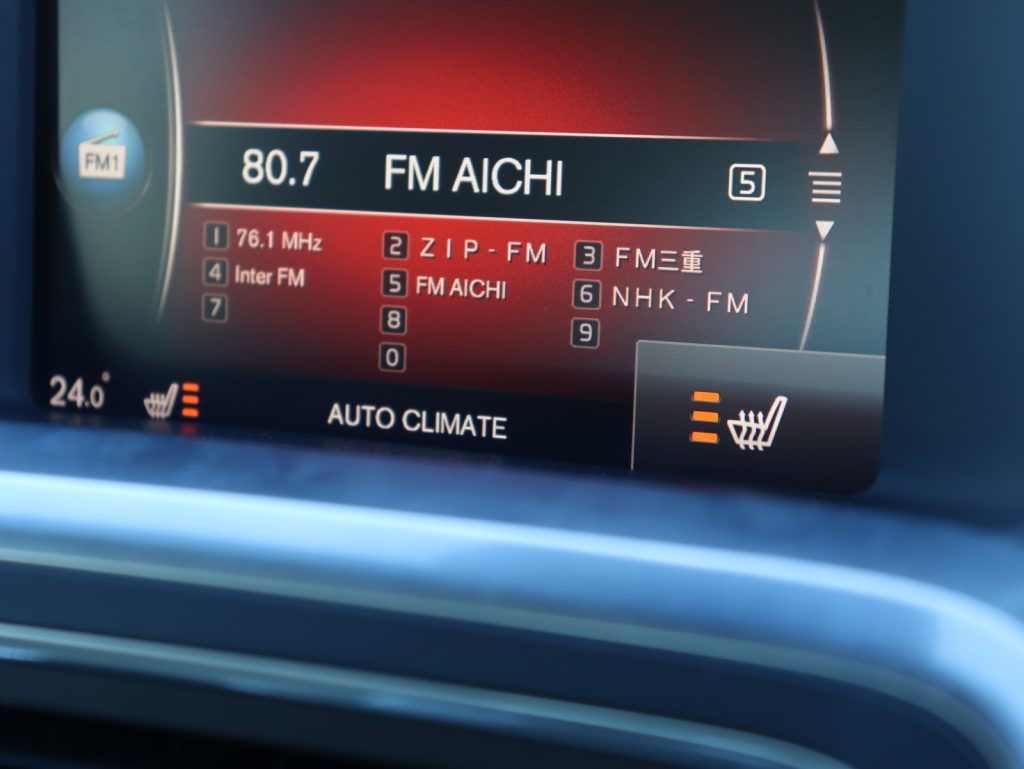 FM1
80.7 FM AICHI 5
1 76.1 MHz 2 ZIP-FM 3 FM三重
4 Inter FM 5 FM AICHI 6 NHK-FM
7 8 9
0
24.0° AUTO CLIMATE